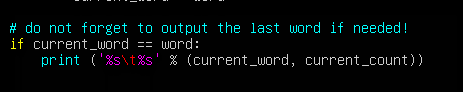 # do not forget to output the last word if needed!
if current_word == word:
    print ('%s\t%s' % (current_word, current_count))